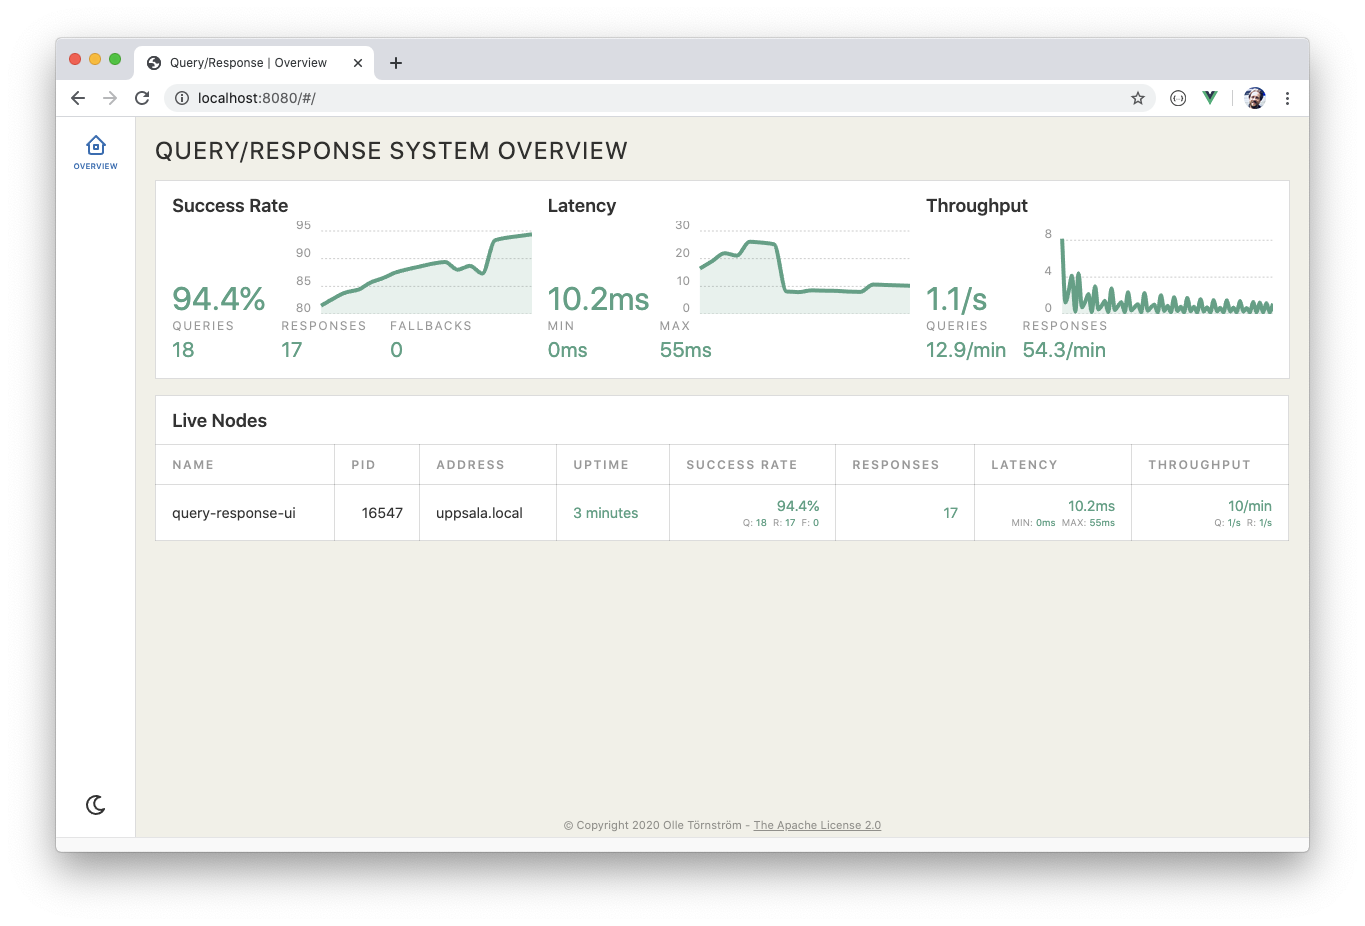 Query/Response | Overview
localhost:8080/#/
OVERVIEW
QUERY/RESPONSE SYSTEM OVERVIEW
Success Rate
95
90
85
80
94.4%
QUERIES RESPONSES FALLBACKS
18 17 0
Latency
30
20
10
0
10.2ms
MIN MAX
0ms 55ms
Throughput
8
4
0
1.1/s
QUERIES RESPONSES
12.9/min 54.3/min
Live Nodes
NAME PID ADDRESS UPTIME SUCCESS RATE RESPONSES LATENCY THROUGHPUT
query-response-ui 16547 uppsala.local 3 minutes 94.4% 17 10.2ms 10/min
Q: 18 R: 17 F: 0 MIN: 0ms MAX: 55ms Q: 1/s R: 1/s
© Copyright 2020 Olle Törnström - The Apache License 2.0